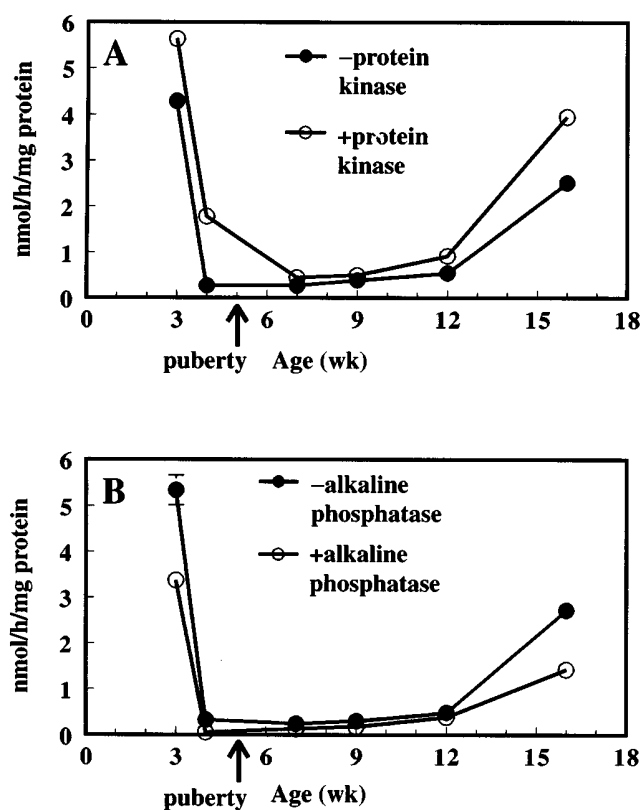 A
nmol/h/mg protein
6
5
4
3
2
1
0
–protein
kinase
+protein
kinase
0 3 6 9 12 15 18
puberty Age (wk)
B
nmol/h/mg protein
6
5
4
3
2
1
0
–alkaline
phosphatase
+alkaline
phosphatase
0 3 6 9 12 15 18
puberty Age (wk)